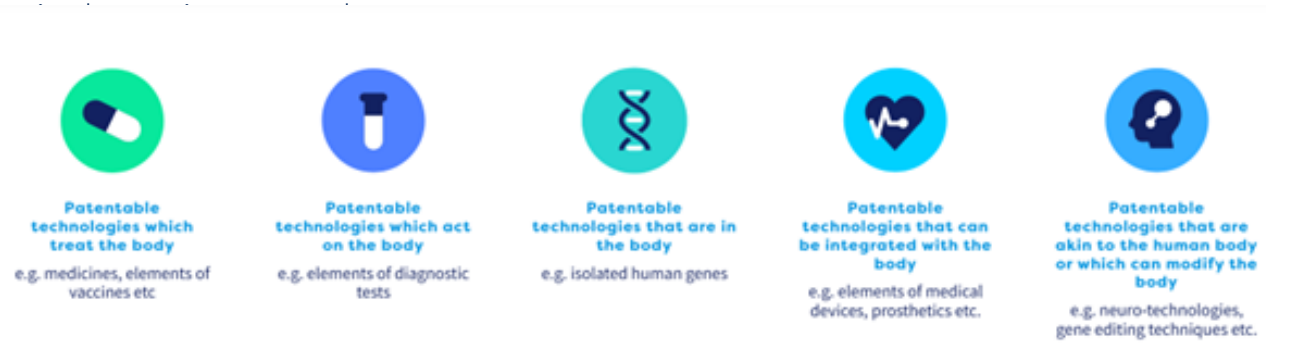 Patentable
technologies which
treat the body
e.g. medicines, elements of
vaccines etc
Patentable
technologies which act
on the body
e.g. elements of diagnostic
tests
Patentable
technologies that are in
the body
e.g. isolated human genes
Patentable
technologies that can
be integrated with the
body
e.g. elements of medical
devices, prosthetics etc.
Patentable
technologies that are
akin to the human body
or which can modify the
body
e.g. neuro-technologies,
gene editing techniques etc.